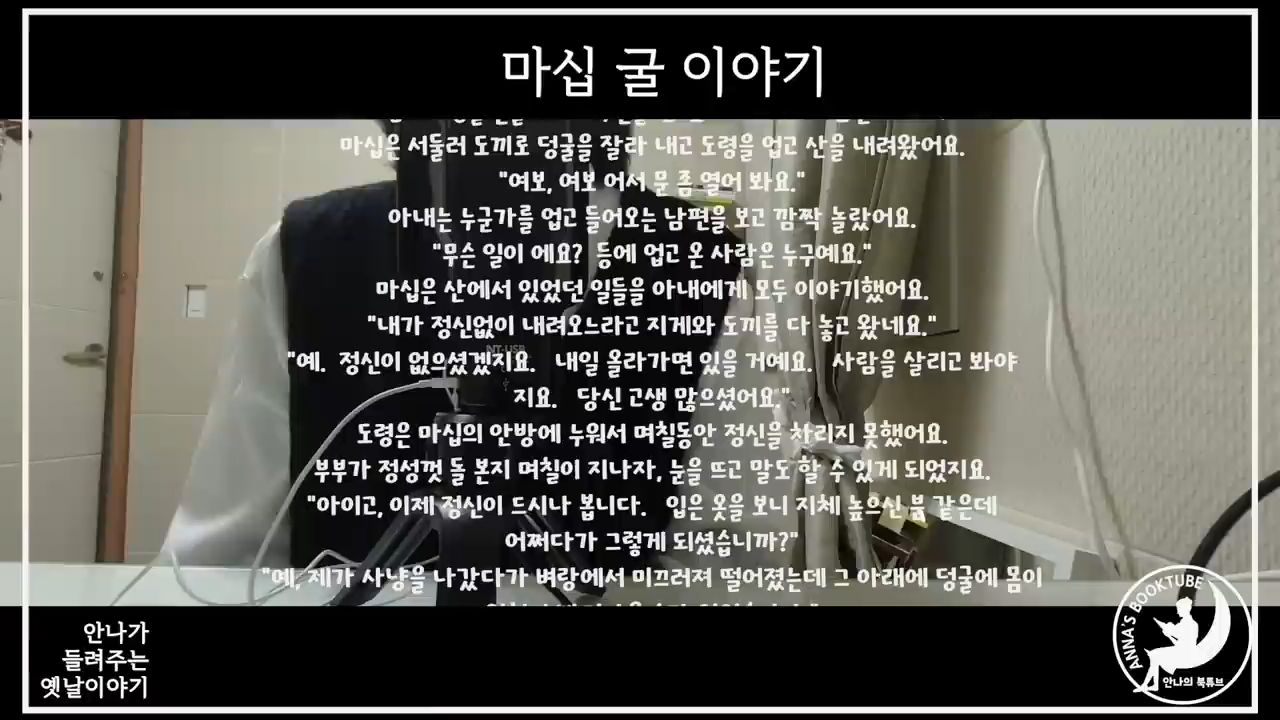 마십 굴 이야기
마십은 서둘러 도끼로 덩굴을 잘라 내고 도령을 업고 산을 내려왔어요.
"여보, 여보 어서 문 좀 열어 봐요."
아내는 누군가를 업고 들어오는 남편을 보고 깜짝 놀랐어요.
"무슨 일이 에요? 등에 업고 온 사람은 누구예요."
마십은 산에서 있었던 일들을 아내에게 모두 이야기했어요.
"내가 정신없이 내려오느라고 지게와 도끼를 다 놓고 왔네요."
NT-USB
"예. 정신이 없으셨겠지요. 내일 올라가면 있을 거예요. 사람을 살리고 봐야
지요. 당신 고생 많으셨어요."
도령은 마십의 안방에 누워서 며칠동안 정신을 차리지 못했어요.
부부가 정성껏 돌 본지 며칠이 지나자, 눈을 뜨고 말도 할 수 있게 되었지요.
"아이고, 이제 정신이 드시나 봅니다. 입은 옷을 보니 지체 높으신 붐 같은데
어쩌다가 그렇게 되셨습니까?"
"예, 제가 사냥을 나갔다가 벼랑에서 미끄러져 떨어졌는데 그 아래에 덩굴에 몸이
안나가
들려주는
옛날이야기
ANNA'S BOOKTUBE
안나의 북튜브